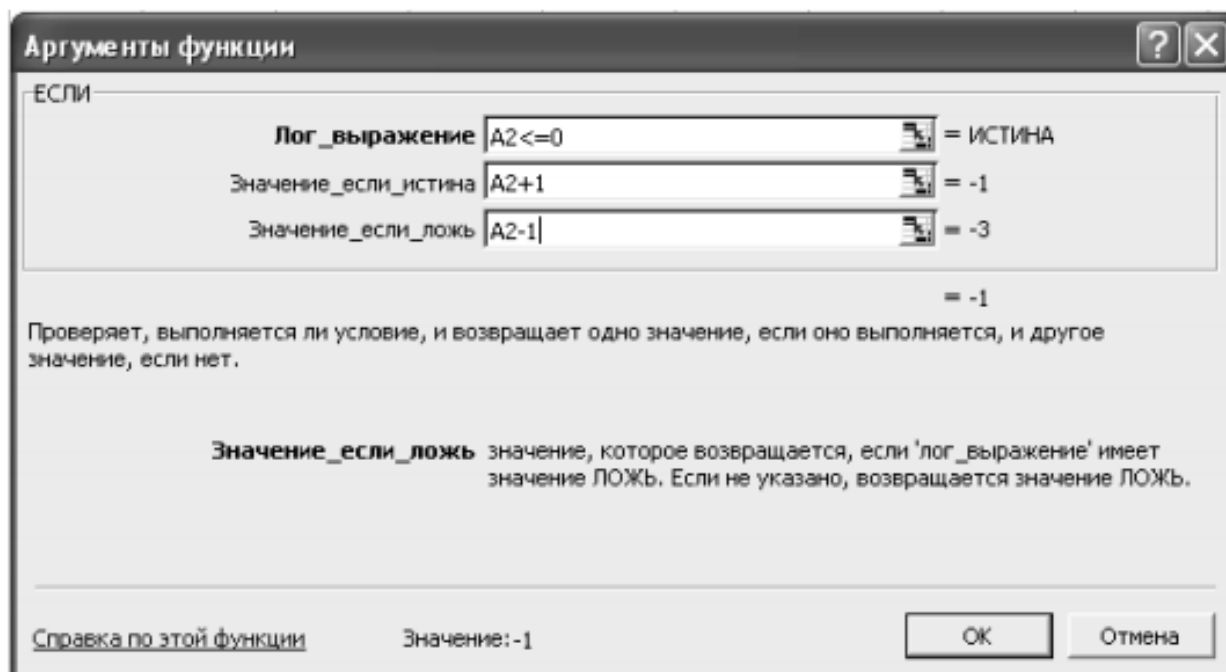 Аргументы функции
ЕСЛИ
Лог_выражение A2<=0 = ИСТИНА
Значение_если_истина A2+1 = -1
Значение_если_ложь A2-1 = -3
= -1
Проверяет, выполняется ли условие, и возвращает одно значение, если оно выполняется, и другое
значение, если нет.
Значение_если_ложь значение, которое возвращается, если 'лог_выражение' имеет
значение ЛОЖЬ. Если не указано, возвращается значение ЛОЖЬ.
Справка по этой функции Значение:-1 ОК Отмена